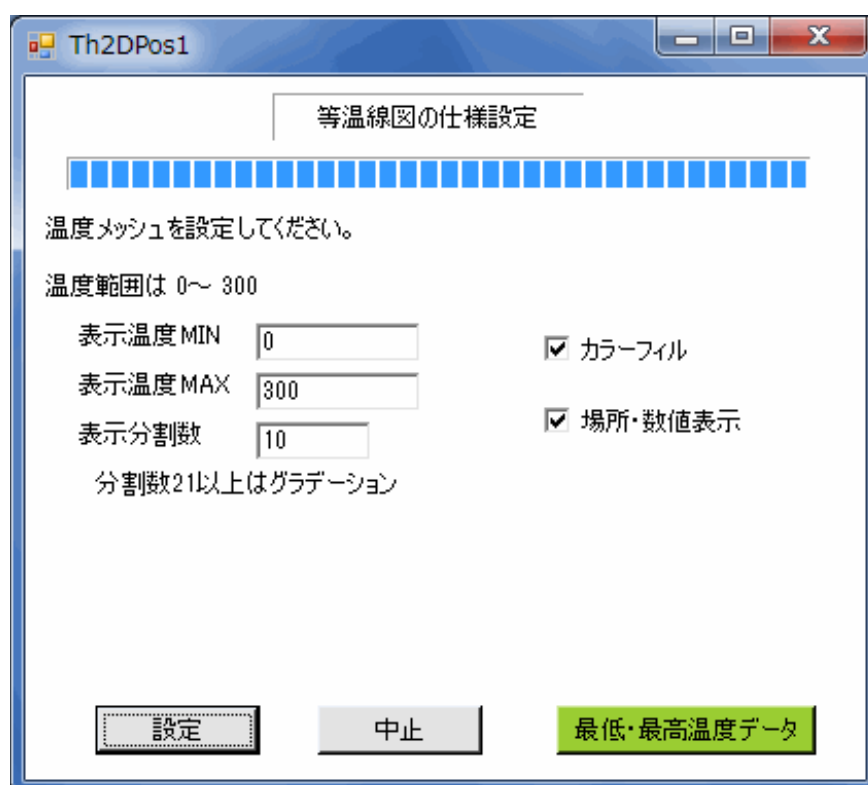 Th2DPos1
等温線図の仕様設定
温度メッシュを設定してください。
温度範囲は 0～ 300
表示温度MIN 0
カラーフィル
表示温度MAX 300
場所・数値表示
表示分割数 10
分割数21以上はグラデーション
設定 中止 最低・最高温度データ